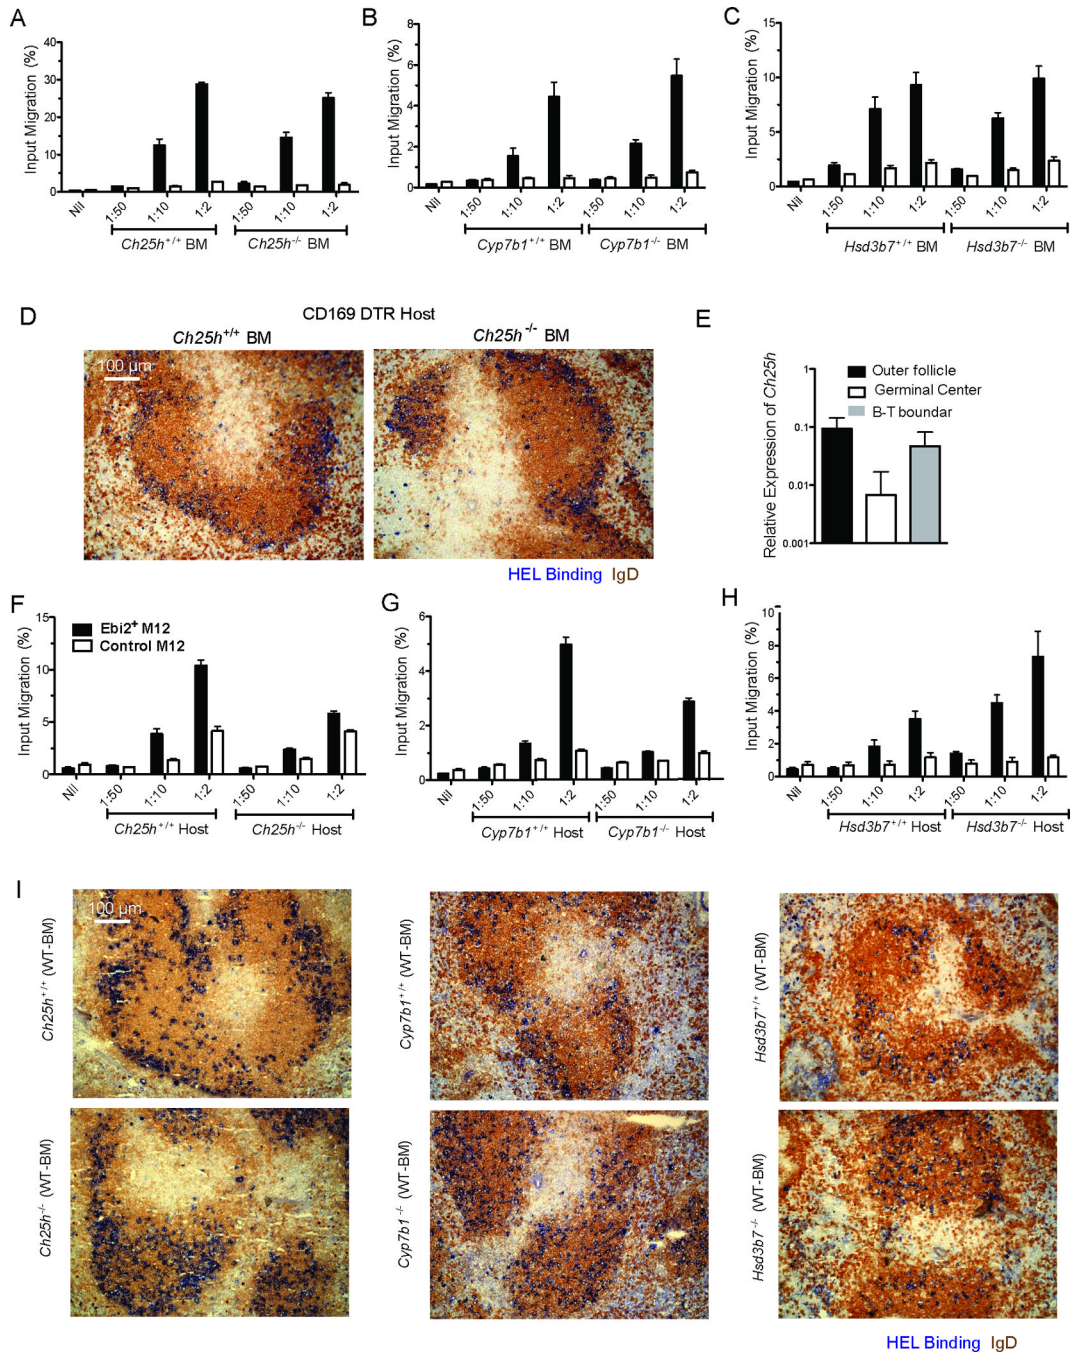 A
Input Migration (%)
40
30
20
10
0
Nil
1:50
1:10
1:2
1:50
1:10
1:2
Ch25h+/+ BM
Ch25h-/- BM
B
Input Migration (%)
8
6
4
2
0
Nil
1:50
1:10
1:2
1:50
1:10
1:2
Cyp7b1+/+ BM
Cyp7b1-/- BM
C
Input Migration (%)
15
10
5
0
Nil
1:50
1:10
1:2
1:50
1:10
1:2
Hsd3b7+/+ BM
Hsd3b7-/- BM
D
CD169 DTR Host
Ch25h+/+ BM
Ch25h-/- BM
100 µm
HEL Binding IgD
E
Relative Expression of Ch25h
1
0.1
0.01
0.001
Outer follicle
Germinal Center
B-T boundar
F
Input Migration (%)
15
10
5
0
Ebi2+ M12
Control M12
Nil
1:50
1:10
1:2
1:50
1:10
1:2
Ch25h+/+ Host
Ch25h-/- Host
G
Input Migration (%)
6
4
2
0
Nil
1:50
1:10
1:2
1:50
1:10
1:2
Cyp7b1+/+ Host
Cyp7b1-/- Host
H
Input Migration (%)
10
8
6
4
2
0
Nil
1:50
1:10
1:2
1:50
1:10
1:2
Hsd3b7+/+ Host
Hsd3b7-/- Host
I
100 µm
Ch25h+/+ (WT-BM)
Cyp7b1+/+ (WT-BM)
Hsd3b7+/+ (WT-BM)
Ch25h-/- (WT-BM)
Cyp7b1-/- (WT-BM)
Hsd3b7-/- (WT-BM)
HEL Binding IgD